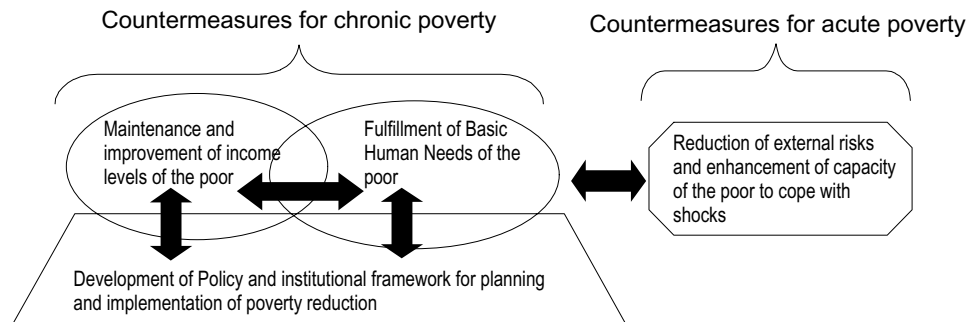 Countermeasures for chronic poverty
Countermeasures for acute poverty
Maintenance and
improvement of income
levels of the poor
Fulfillment of Basic
Human Needs of the
poor
Reduction of external risks
and enhancement of capacity
of the poor to cope with
shocks
Development of Policy and institutional framework for planning
and implementation of poverty reduction